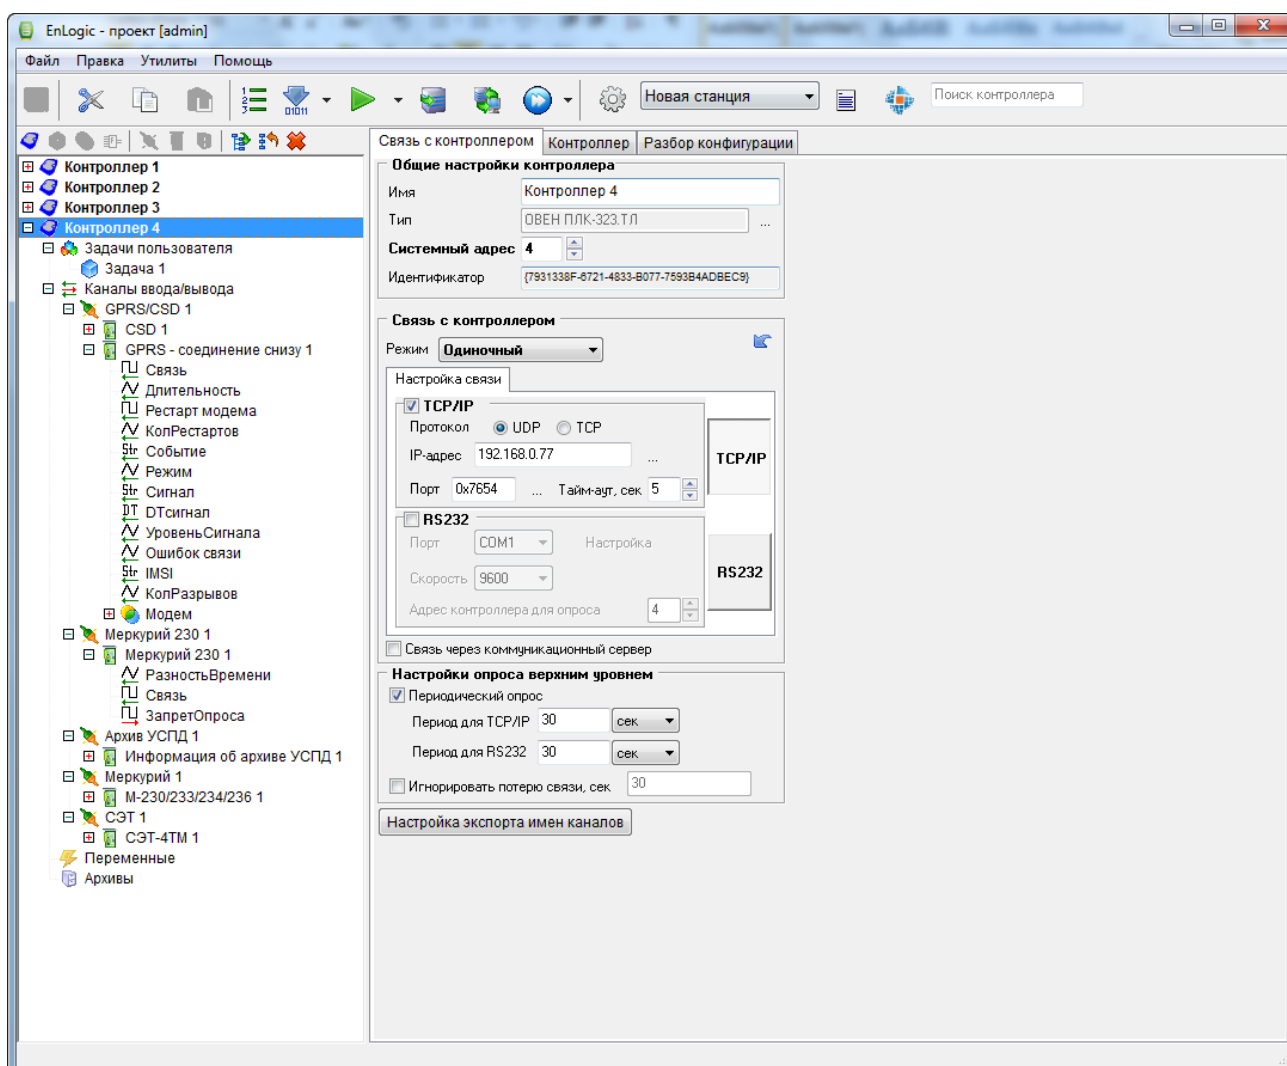 EnLogic - проект [admin]
Файл Правка Утилиты Помощь
1 2 3
01011
Новая станция
Поиск контроллера
Контроллер 1
Контроллер 2
Контроллер 3
Контроллер 4
Задачи пользователя
Задача 1
Каналы ввода/вывода
GPRS/CSD 1
CSD 1
GPRS - соединение снизу 1
Связь
Длительность
Рестарт модема
КолРестартов
Str Событие
Режим
Str Сигнал
DT DTсигнал
УровеньСигнала
Ошибок связи
Str IMSI
КолРазрывов
Модем
Меркурий 230 1
Меркурий 230 1
РазностьВремени
Связь
ЗапретОпроса
Архив УСПД 1
Информация об архиве УСПД 1
Меркурий 1
М-230/233/234/236 1
СЭТ 1
СЭТ-4ТМ 1
Переменные
Архивы
Связь с контроллером Контроллер Разбор конфигурации
Общие настройки контроллера
Имя Контроллер 4
Тип ОВЕН ПЛК-323.ТЛ ...
Системный адрес 4
Идентификатор {7931338F-6721-4833-B077-7593B4ADBEC9}
Связь с контроллером
Режим Одиночный
Настройка связи
TCP/IP
Протокол UDP TCP
IP-адрес 192.168.0.77 ...
TCP/IP
Порт 0x7654 ... Тайм-аут, сек 5
RS232
Порт COM1 Настройка
RS232
Скорость 9600
Адрес контроллера для опроса 4
Связь через коммуникационный сервер
Настройки опроса верхним уровнем
Периодический опрос
Период для TCP/IP 30 сек
Период для RS232 30 сек
Игнорировать потерю связи, сек 30
Настройка экспорта имен каналов